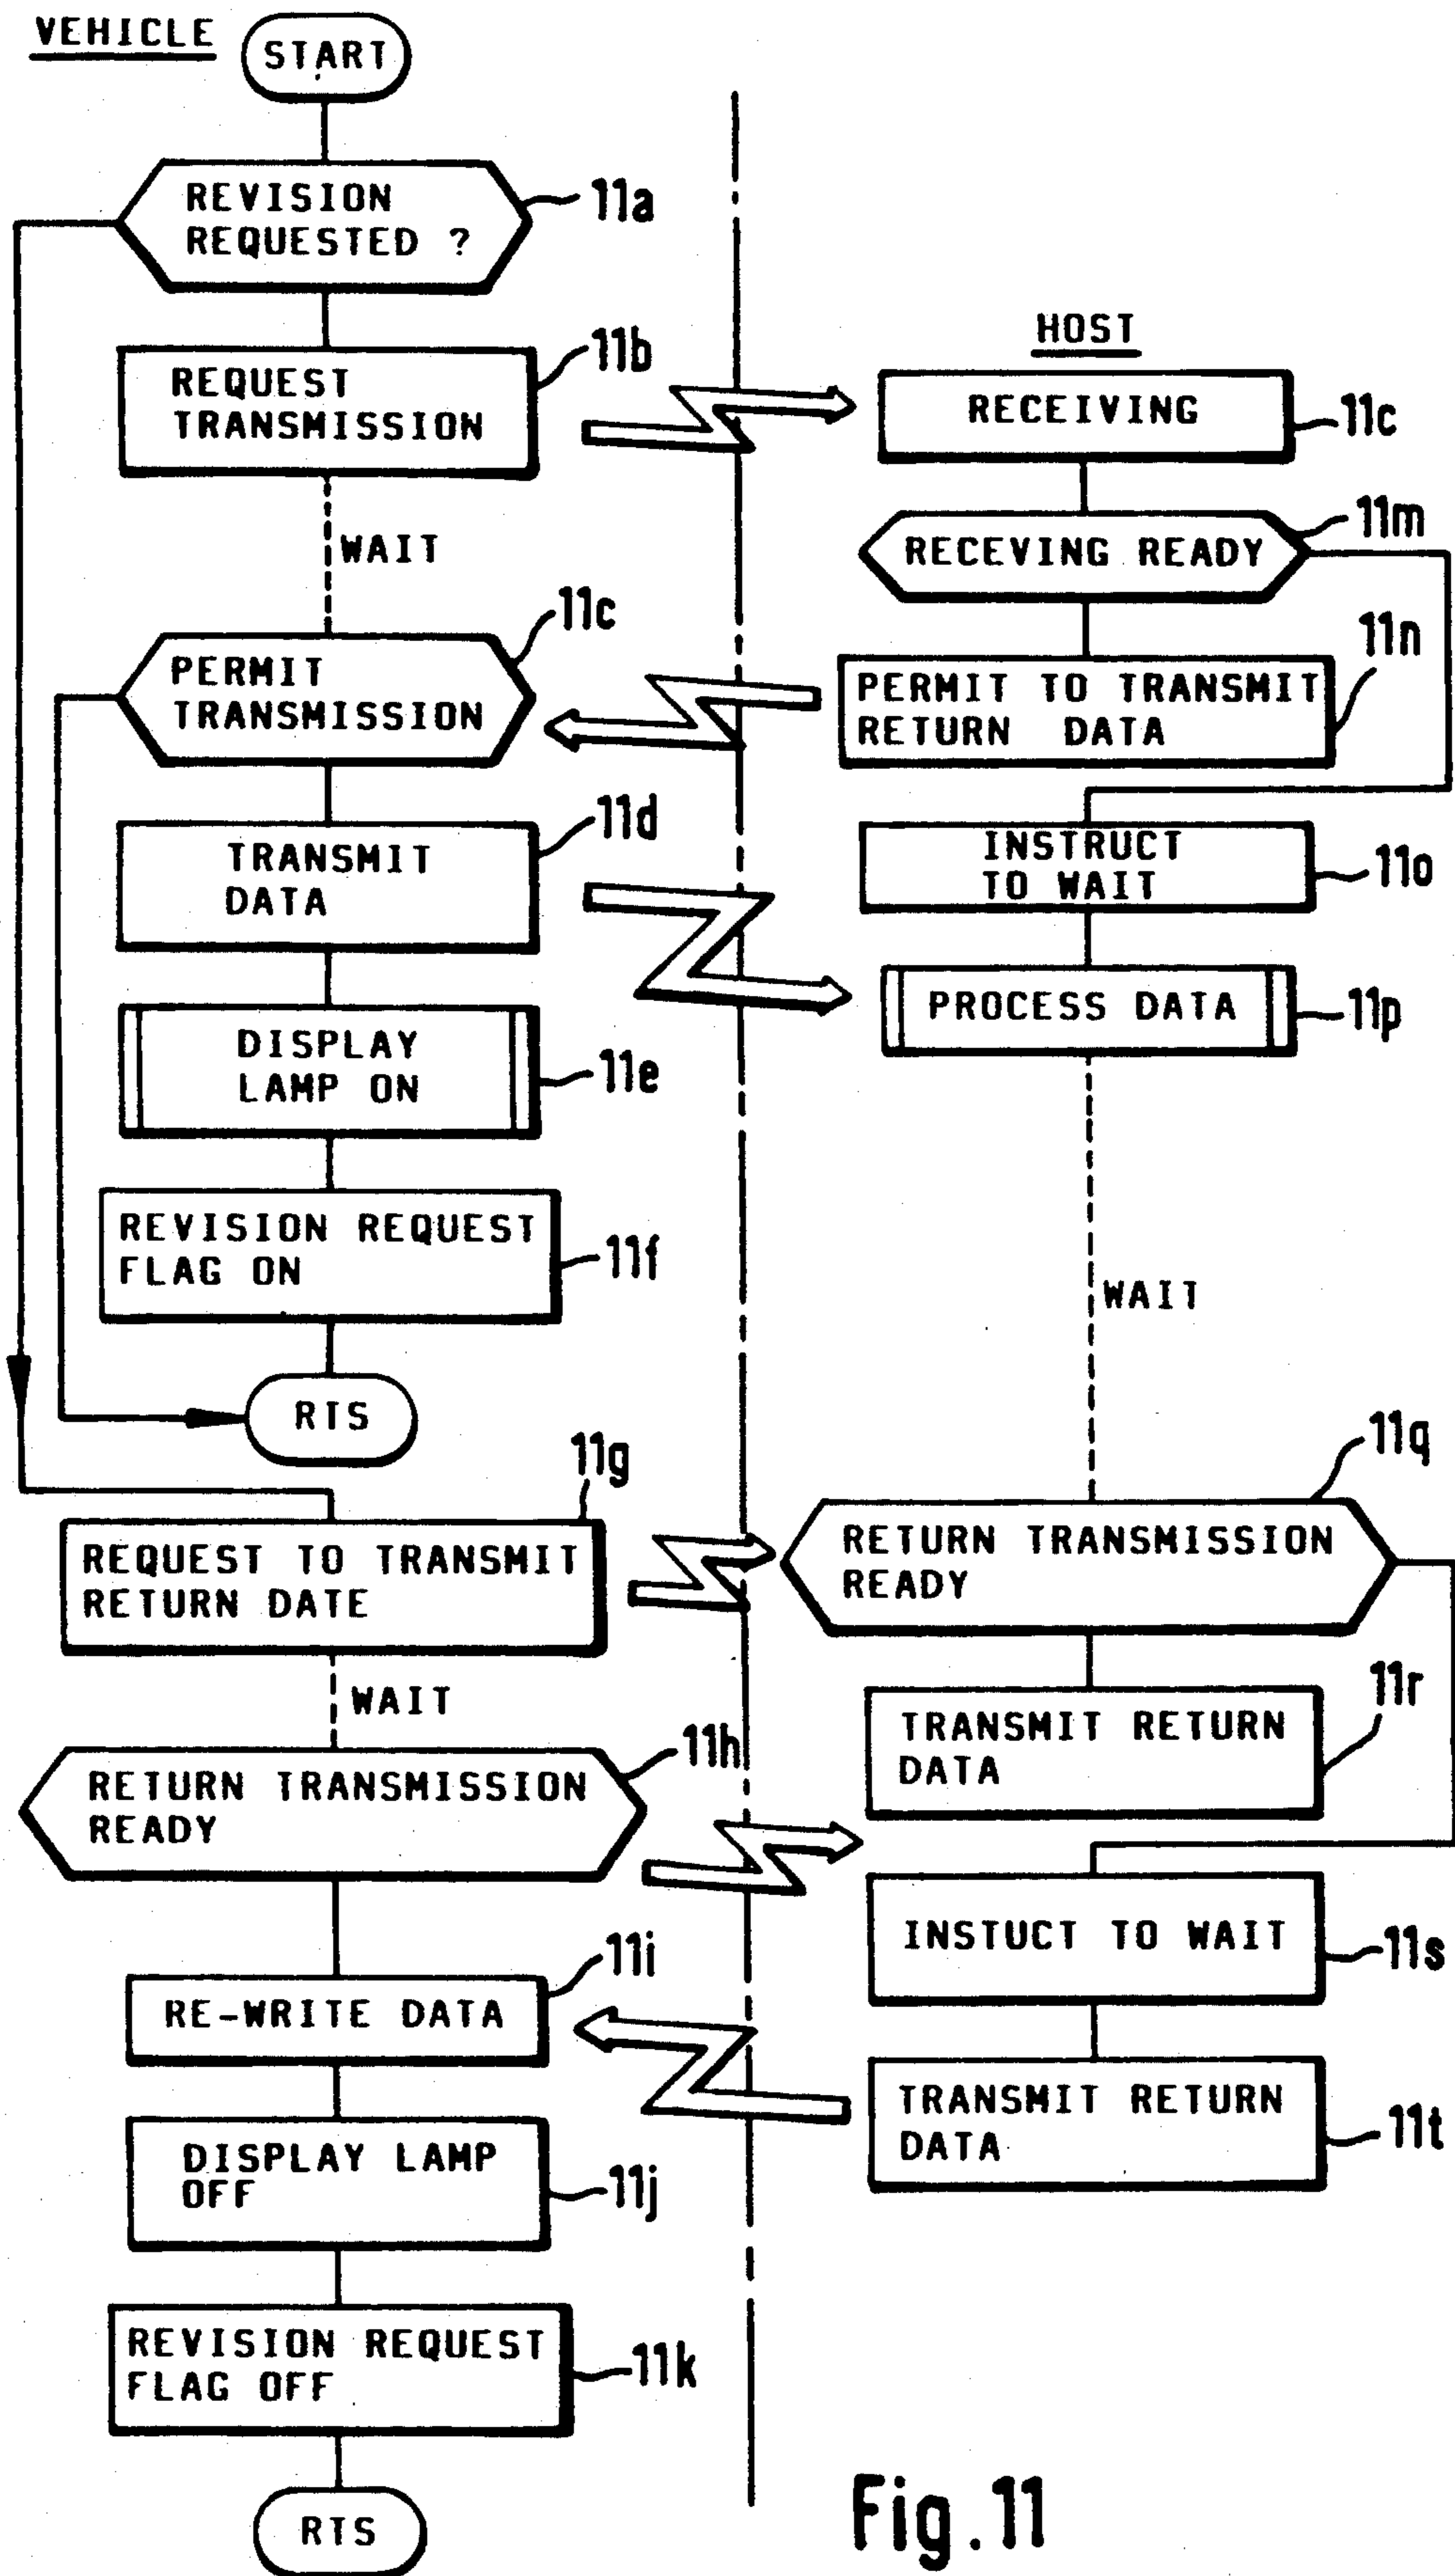 VEHICLE
START
REVISION
REQUESTED ?
11a
REQUEST
TRANSMISSION
11b
WAIT
PERMIT
TRANSMISSION
11c
TRANSMIT
DATA
11d
DISPLAY
LAMP ON
11e
REVISION REQUEST
FLAG ON
11f
RTS
REQUEST TO TRANSMIT
RETURN DATE
11g
WAIT
RETURN TRANSMISSION
READY
11h
RE-WRITE DATA
11i
DISPLAY LAMP
OFF
11j
REVISION REQUEST
FLAG OFF
11k
RTS
HOST
RECEIVING
11c
RECEVING READY
11m
PERMIT TO TRANSMIT
RETURN DATA
11n
INSTRUCT
TO WAIT
11o
PROCESS DATA
11p
WAIT
RETURN TRANSMISSION
READY
11q
TRANSMIT RETURN
DATA
11r
INSTUCT TO WAIT
11s
TRANSMIT RETURN
DATA
11t
Fig.11